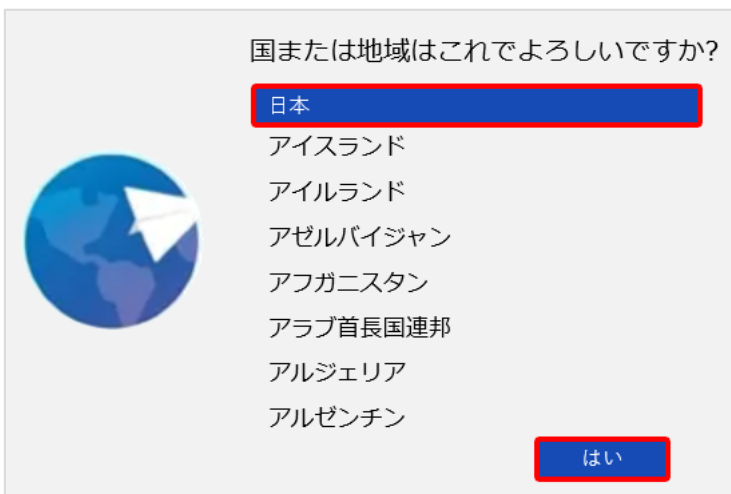 国または地域はこれでよろしいですか?
日本
アイスランド
アイルランド
アゼルバイジャン
アフガニスタン
アラブ首長国連邦
アルジェリア
アルゼンチン
はい